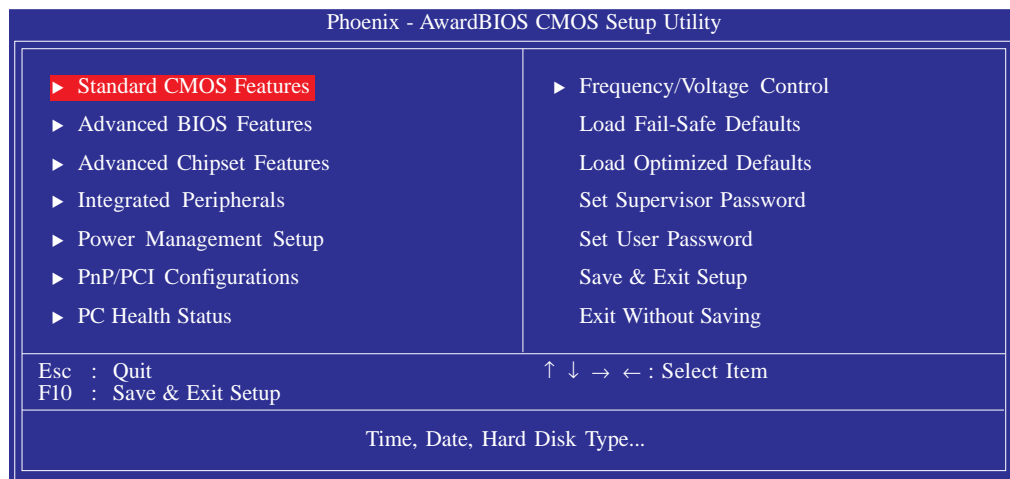 Phoenix - AwardBIOS CMOS Setup Utility
▶ Standard CMOS Features
▶ Advanced BIOS Features
▶ Advanced Chipset Features
▶ Integrated Peripherals
▶ Power Management Setup
▶ PnP/PCI Configurations
▶ PC Health Status
▶ Frequency/Voltage Control
Load Fail-Safe Defaults
Load Optimized Defaults
Set Supervisor Password
Set User Password
Save & Exit Setup
Exit Without Saving
Esc : Quit
F10 : Save & Exit Setup
↑ ↓ → ← : Select Item
Time, Date, Hard Disk Type...